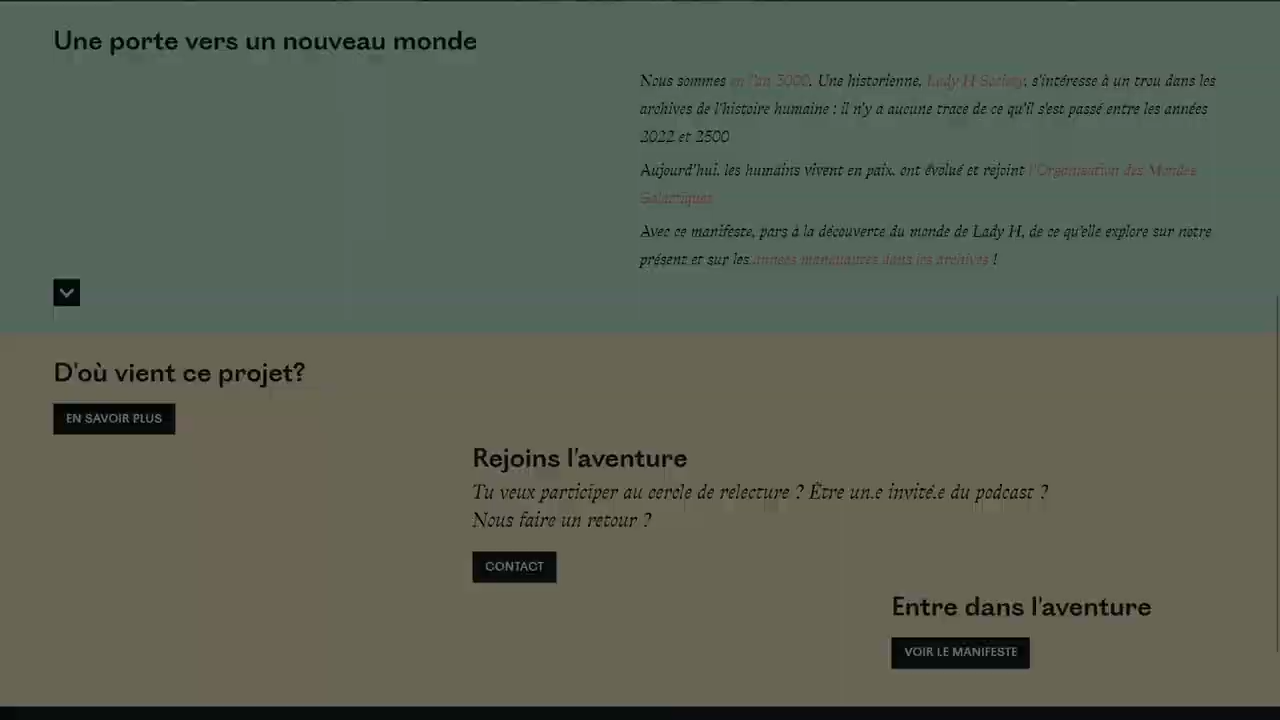 Une porte vers un nouveau monde
Nous sommes en l'an 3000. Une historienne, Lady H Society, s'intéresse à un trou dans les
archives de l'histoire humaine : il n'y a aucune trace de ce qu'il s'est passé entre les années
2022 et 2500
Aujourd'hui, les humains vivent en paix, ont évolué et rejoint l'Organisation des Mondes
Galactiques
Avec ce manifeste, pars à la découverte du monde de Lady H, de ce qu'elle explore sur notre
présent et sur les années manquantes dans les archives !
D'où vient ce projet?
EN SAVOIR PLUS
Rejoins l'aventure
Tu veux participer au cercle de relecture ? Être un.e invité.e du podcast ?
Nous faire un retour ?
CONTACT
Entre dans l'aventure
VOIR LE MANIFESTE